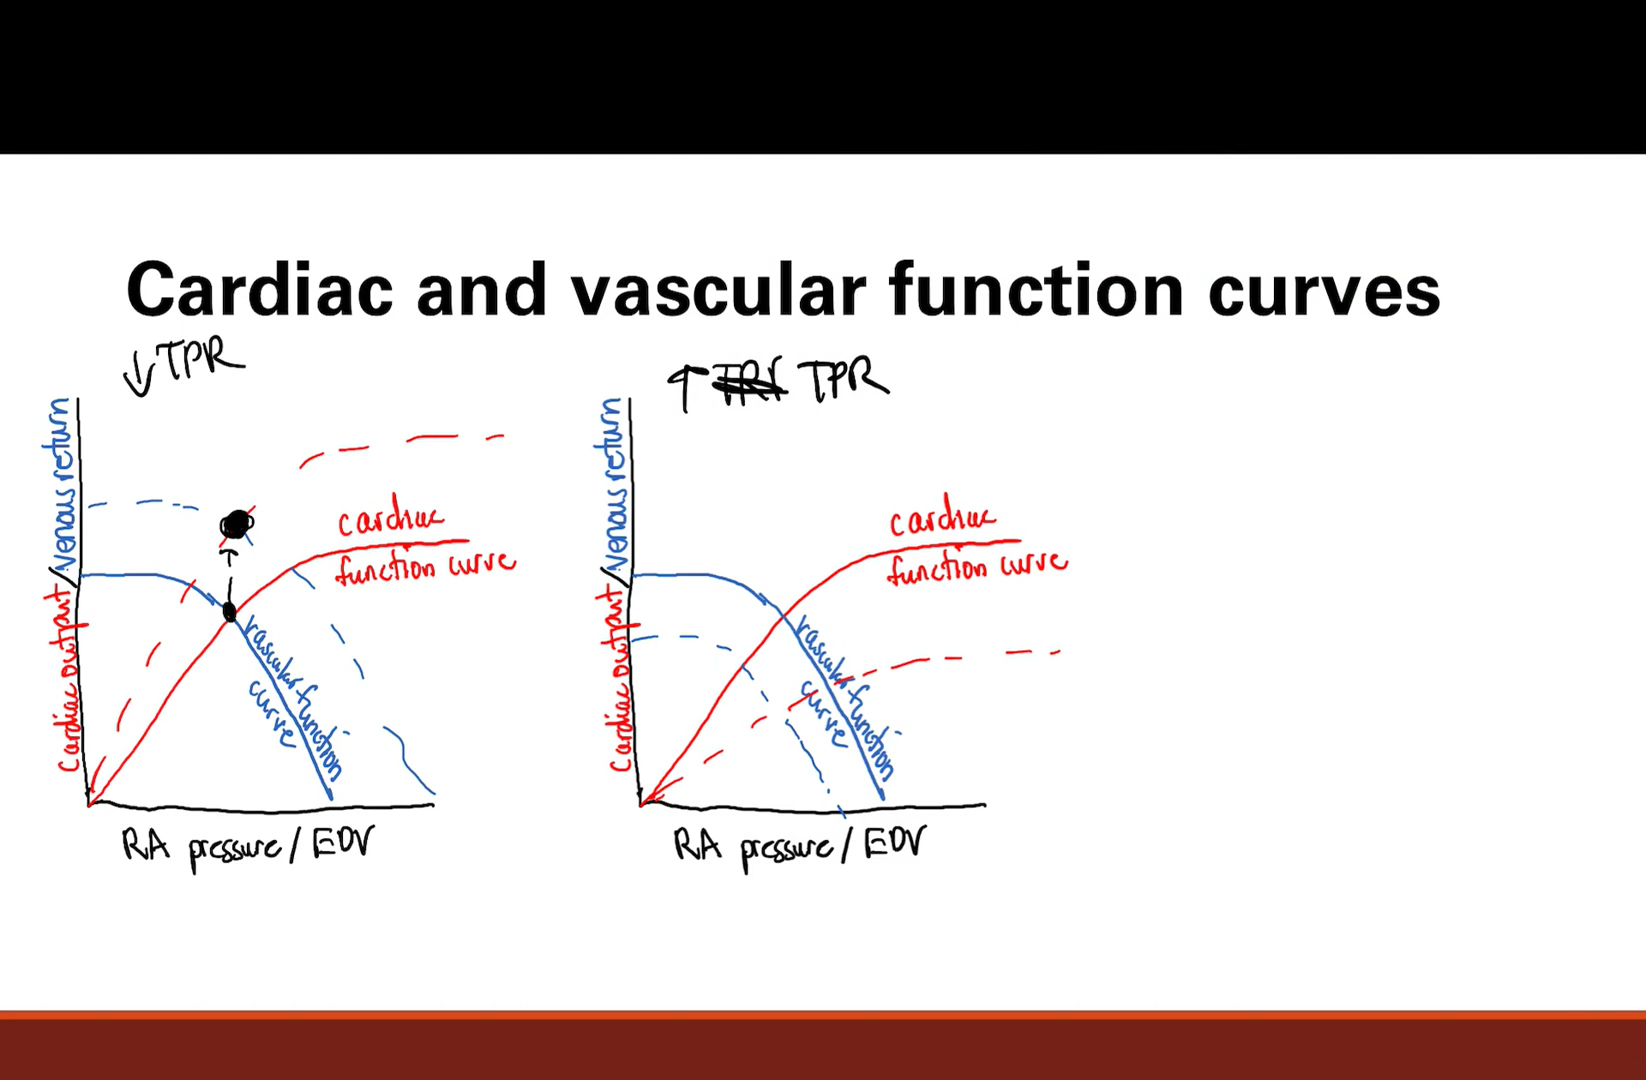 Cardiac and vascular function curves
↓ TPR
Cardiac output/Venous return
cardiac
function curve
vascular function
curve
RA pressure/EDV
↑ TPR
Cardiac output/Venous return
cardiac
function curve
vascular function
curve
RA pressure/EDV